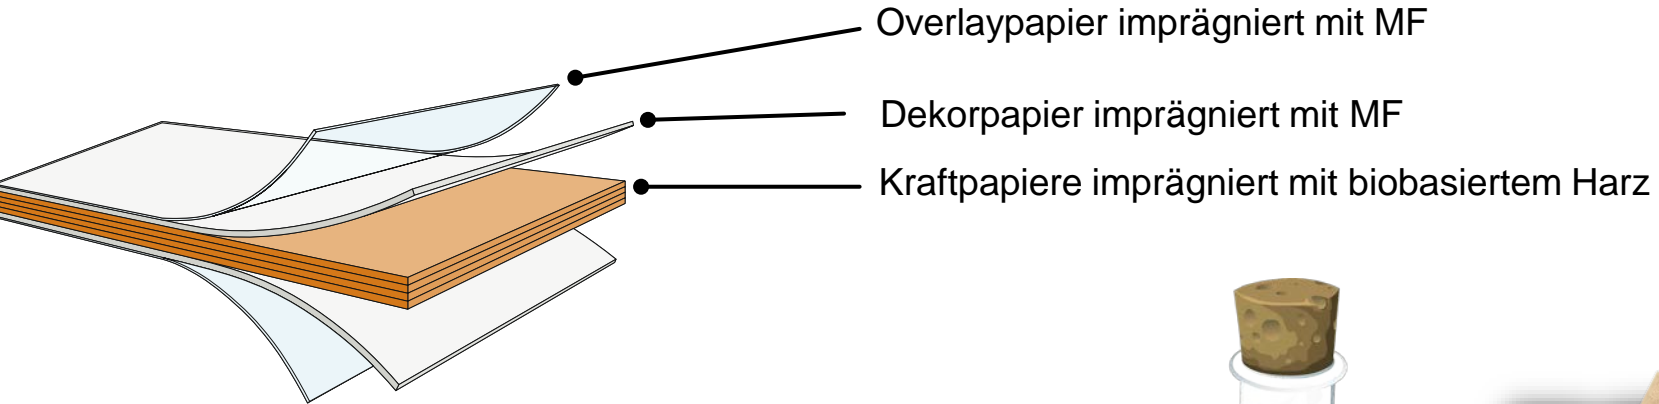 Overlaypapier imprägniert mit MF
Dekorpapier imprägniert mit MF
Kraftpapiere imprägniert mit biobasiertem Harz